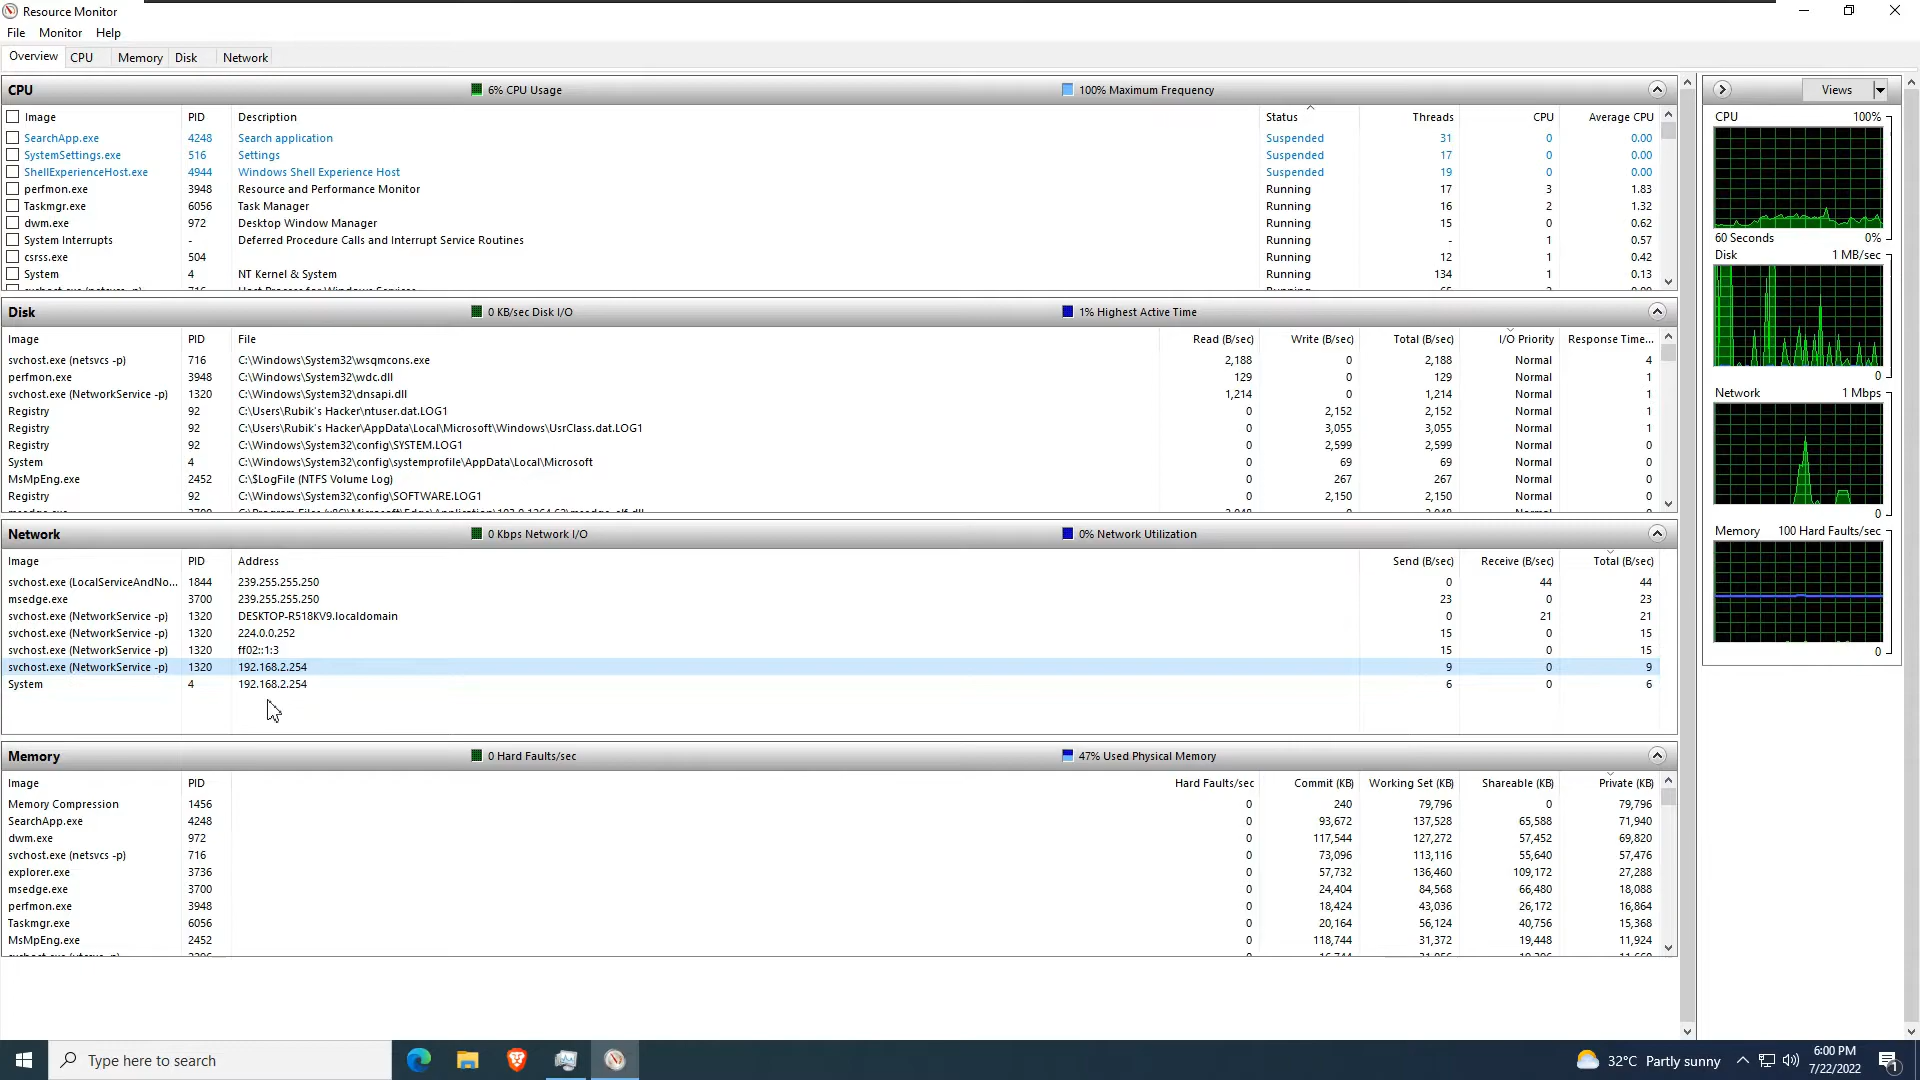 Resource Monitor
File Monitor Help
Overview CPU Memory Disk Network
CPU 6% CPU Usage 100% Maximum Frequency
Image PID Description Status Threads CPU Average CPU
SearchApp.exe 4248 Search application Suspended 31 0 0.00
SystemSettings.exe 516 Settings Suspended 17 0 0.00
ShellExperienceHost.exe 4944 Windows Shell Experience Host Suspended 19 0 0.00
perfmon.exe 3948 Resource and Performance Monitor Running 17 3 1.83
Taskmgr.exe 6056 Task Manager Running 16 2 1.32
dwm.exe 972 Desktop Window Manager Running 15 0 0.62
System Interrupts - Deferred Procedure Calls and Interrupt Service Routines Running - 1 0.57
csrss.exe 504 Running 12 1 0.42
System 4 NT Kernel & System Running 134 1 0.13
Disk 0 KB/sec Disk I/O 1% Highest Active Time
Image PID File Read (B/sec) Write (B/sec) Total (B/sec) I/O Priority Response Time...
svchost.exe (netsvcs -p) 716 C:\Windows\System32\wsqmcons.exe 2,188 0 2,188 Normal 4
perfmon.exe 3948 C:\Windows\System32\wdc.dll 129 0 129 Normal 1
svchost.exe (NetworkService -p) 1320 C:\Windows\System32\dnsapi.dll 1,214 0 1,214 Normal 1
Registry 92 C:\Users\Rubik's Hacker\ntuser.dat.LOG1 0 2,152 2,152 Normal 1
Registry 92 C:\Users\Rubik's Hacker\AppData\Local\Microsoft\Windows\UsrClass.dat.LOG1 0 3,055 3,055 Normal 1
Registry 92 C:\Windows\System32\config\SYSTEM.LOG1 0 2,599 2,599 Normal 0
System 4 C:\Windows\System32\config\systemprofile\AppData\Local\Microsoft 0 69 69 Normal 0
MsMpEng.exe 2452 C:\$LogFile (NTFS Volume Log) 0 267 267 Normal 0
Registry 92 C:\Windows\System32\config\SOFTWARE.LOG1 0 2,150 2,150 Normal 0
Network 0 Kbps Network I/O 0% Network Utilization
Image PID Address Send (B/sec) Receive (B/sec) Total (B/sec)
svchost.exe (LocalServiceAndNo... 1844 239.255.255.250 0 44 44
msedge.exe 3700 239.255.255.250 23 0 23
svchost.exe (NetworkService -p) 1320 DESKTOP-R518KV9.localdomain 0 21 21
svchost.exe (NetworkService -p) 1320 224.0.0.252 15 0 15
svchost.exe (NetworkService -p) 1320 ff02::1:3 15 0 15
svchost.exe (NetworkService -p) 1320 192.168.2.254 9 0 9
System 4 192.168.2.254 6 0 6
Memory 0 Hard Faults/sec 47% Used Physical Memory
Image PID Hard Faults/sec Commit (KB) Working Set (KB) Shareable (KB) Private (KB)
Memory Compression 1456 0 240 79,796 0 79,796
SearchApp.exe 4248 0 93,672 137,528 65,588 71,940
dwm.exe 972 0 117,544 127,272 57,452 69,820
svchost.exe (netsvcs -p) 716 0 73,096 113,116 55,640 57,476
explorer.exe 3736 0 57,732 136,460 109,172 27,288
msedge.exe 3700 0 24,404 84,568 66,480 18,088
perfmon.exe 3948 0 18,424 43,036 26,172 16,864
Taskmgr.exe 6056 0 20,164 56,124 40,756 15,368
MsMpEng.exe 2452 0 118,744 31,372 19,448 11,924
Views
CPU 100%
60 Seconds 0%
Disk 1 MB/sec
0
Network 1 Mbps
0
Memory 100 Hard Faults/sec
0
Type here to search
32°C Partly sunny
6:00 PM
7/22/2022
1